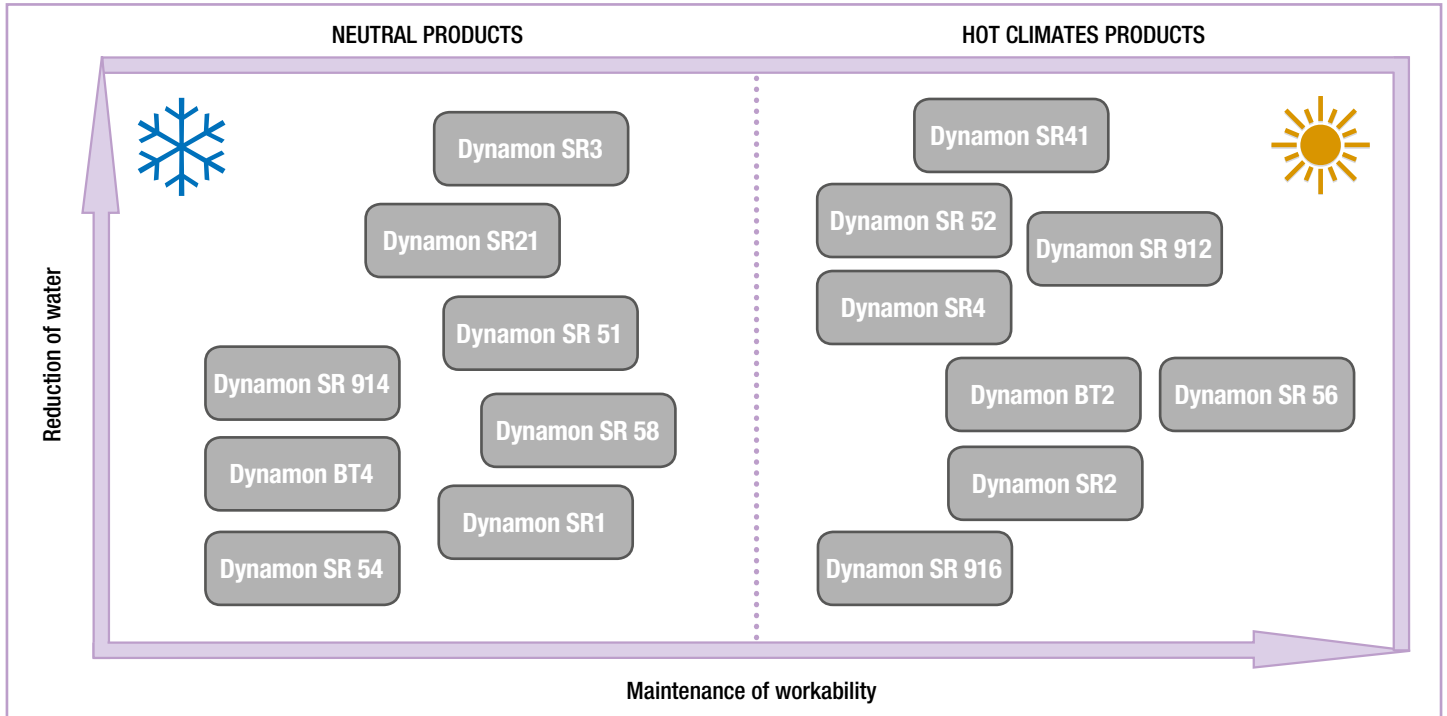 NEUTRAL PRODUCTS
HOT CLIMATES PRODUCTS
Reduction of water
Dynamon SR3
Dynamon SR21
Dynamon SR 51
Dynamon SR 914
Dynamon SR 58
Dynamon BT4
Dynamon SR1
Dynamon SR 54
Dynamon SR41
Dynamon SR 52
Dynamon SR 912
Dynamon SR4
Dynamon BT2
Dynamon SR 56
Dynamon SR2
Dynamon SR 916
Maintenance of workability